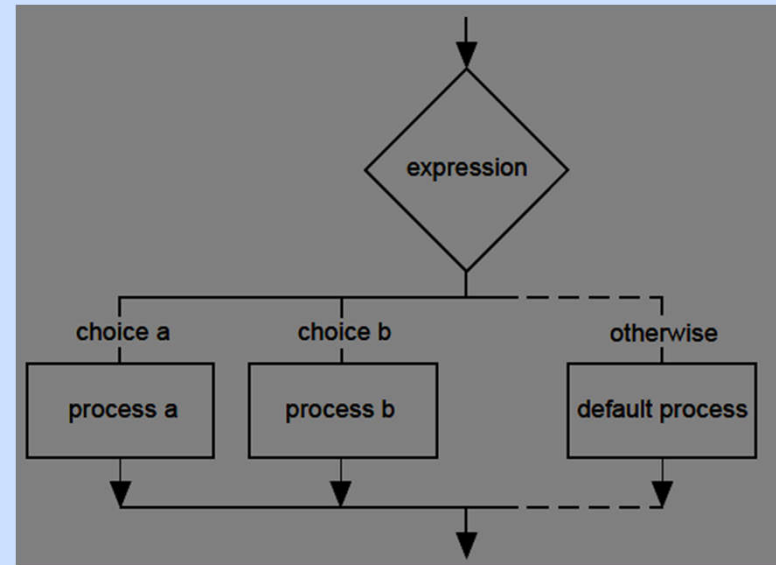 expression
choice a
choice b
otherwise
process a
process b
default process